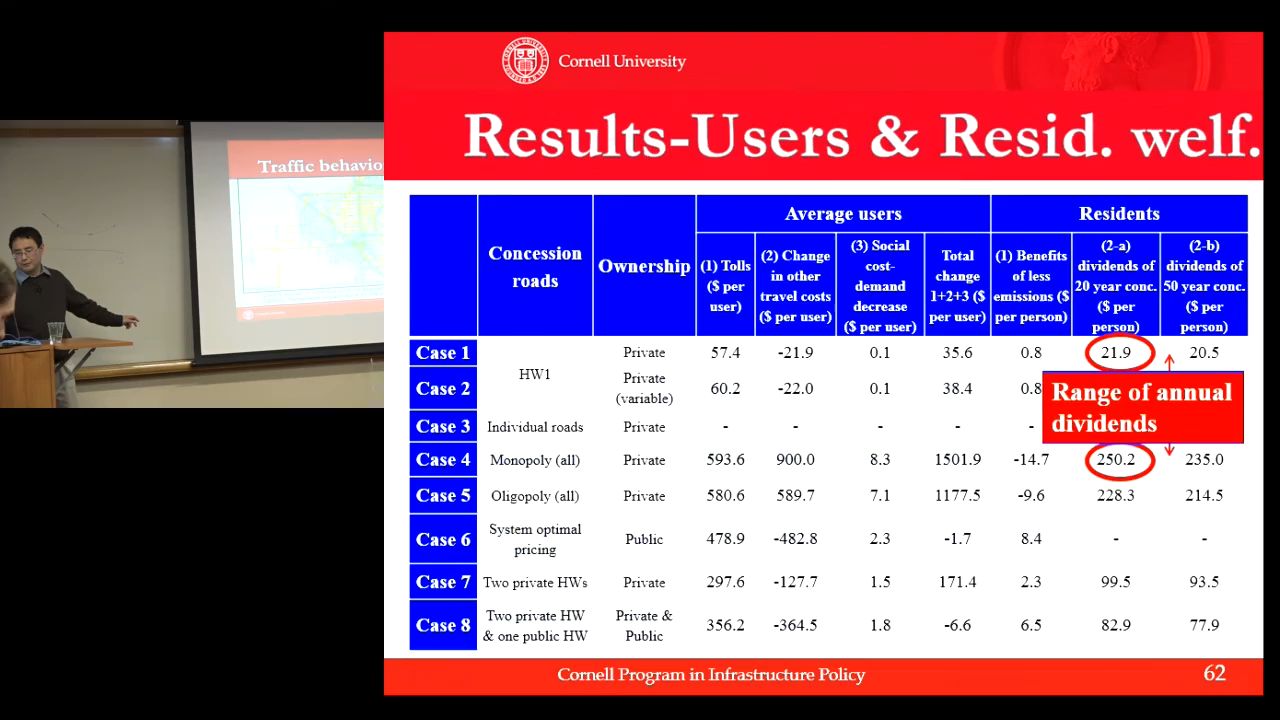 CORNELL UNIVERSITY
Cornell University
Results-Users & Resid. welf.
Traffic behavio
Concession
roads
Ownership
Average users
Residents
(1) Tolls
($ per
user)
(2) Change
in other
travel costs
($ per user)
(3) Social
cost-
demand
decrease
($ per user)
Total
change
1+2+3 ($
per user)
(1) Benefits
of less
emissions ($
per person)
(2-a)
dividends of
20 year conc.
($ per
person)
(2-b)
dividends of
50 year conc.
($ per
person)
Case 1 HW1 Private 57.4 -21.9 0.1 35.6 0.8 21.9 20.5
Case 2 Private
(variable) 60.2 -22.0 0.1 38.4 0.8
Range of annual
dividends
Case 3 Individual roads Private - - - - -
Case 4 Monopoly (all) Private 593.6 900.0 8.3 1501.9 -14.7 250.2 235.0
Case 5 Oligopoly (all) Private 580.6 589.7 7.1 1177.5 -9.6 228.3 214.5
Case 6 System optimal
pricing Public 478.9 -482.8 2.3 -1.7 8.4 - -
Case 7 Two private HWs Private 297.6 -127.7 1.5 171.4 2.3 99.5 93.5
Case 8 Two private HW
& one public HW Private &
Public 356.2 -364.5 1.8 -6.6 6.5 82.9 77.9
Cornell Program in Infrastructure Policy
62